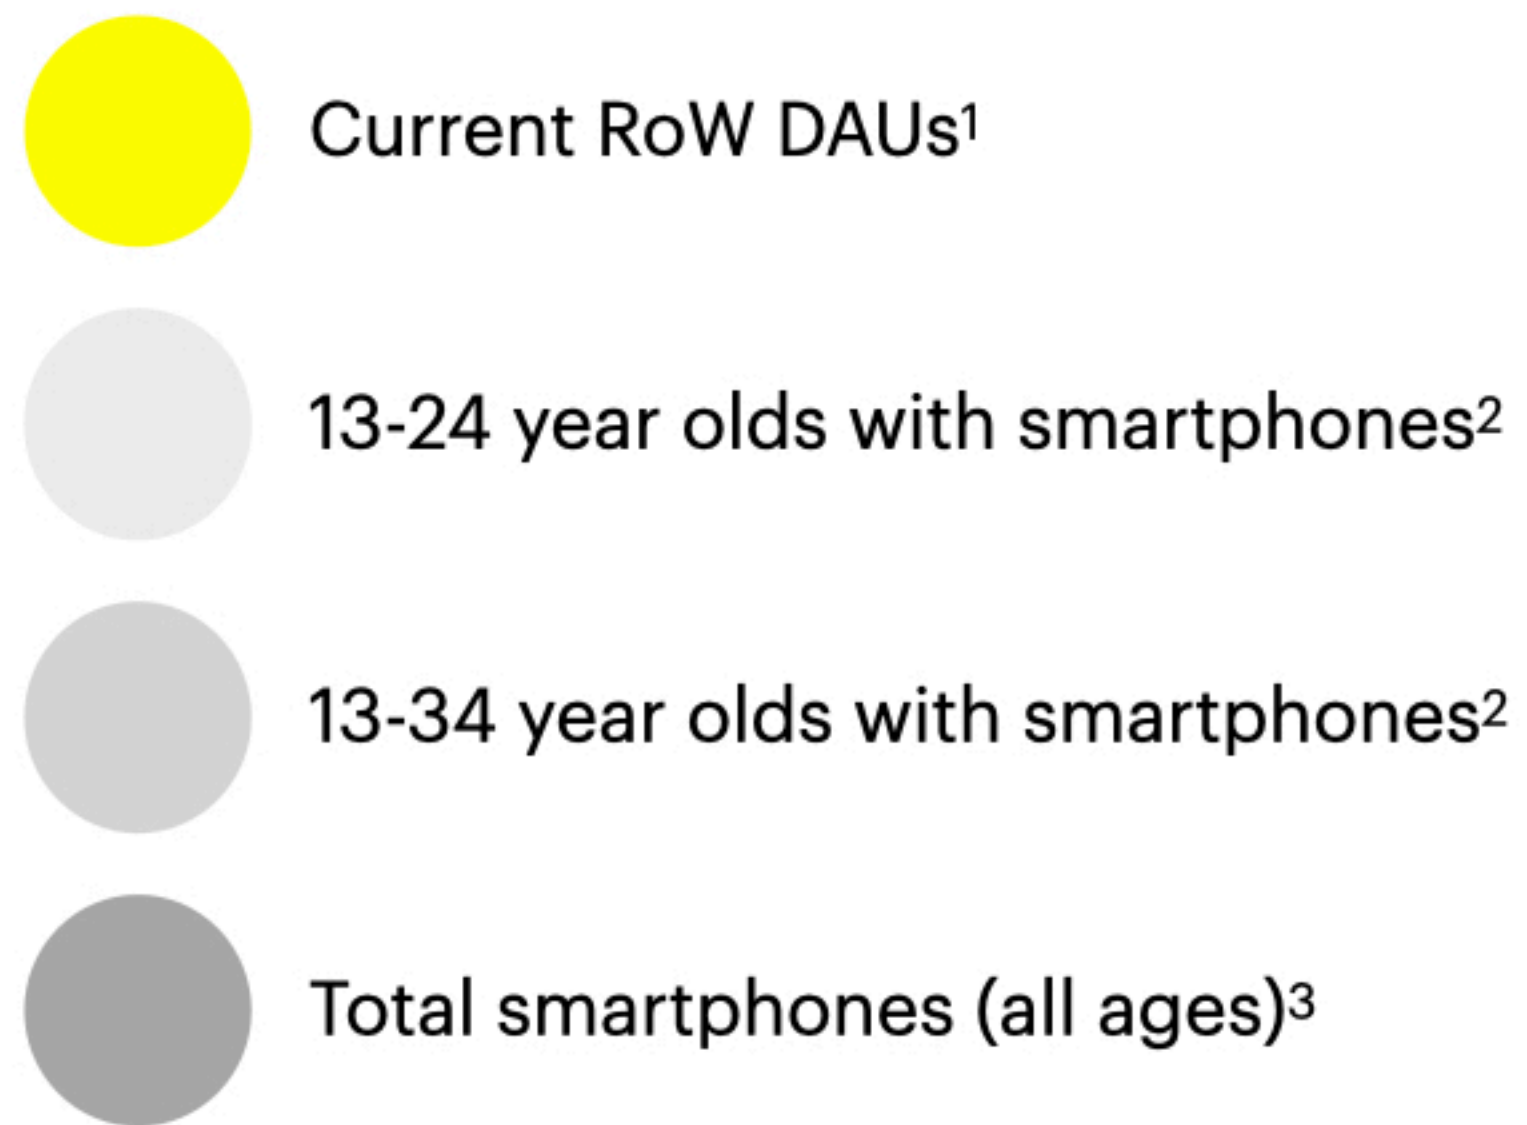 Current RoW DAUs¹
13-24 year olds with smartphones²
13-34 year olds with smartphones²
Total smartphones (all ages)³